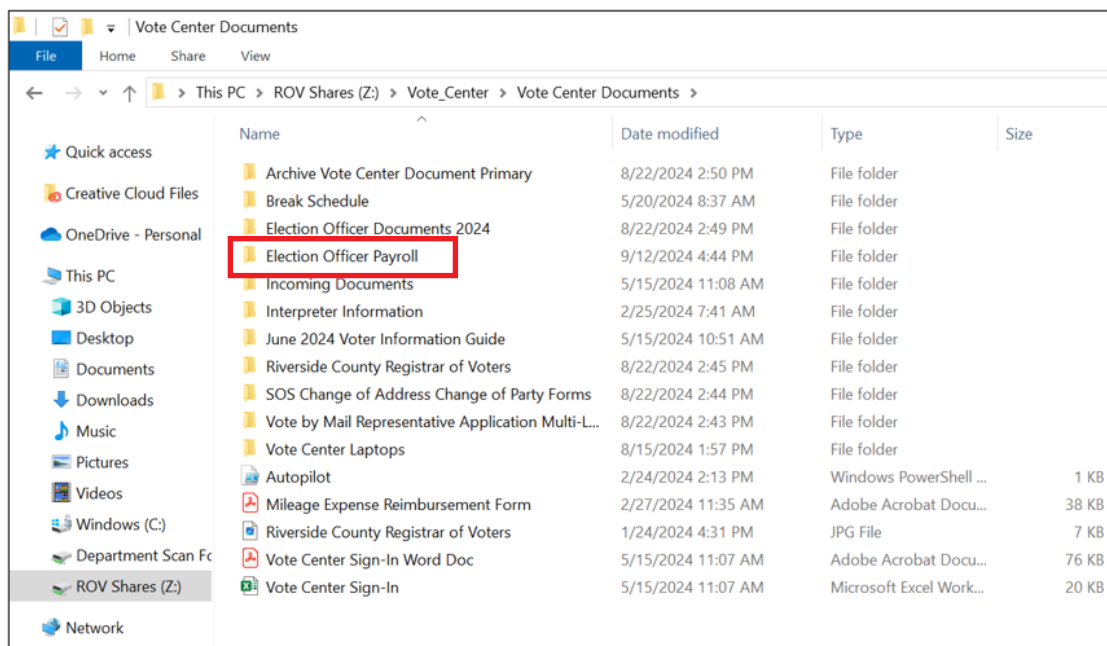 Vote Center Documents
File Home Share View
This PC > ROV Shares (Z:) > Vote_Center > Vote Center Documents >
Quick access
Creative Cloud Files
OneDrive - Personal
This PC
3D Objects
Desktop
Documents
Downloads
Music
Pictures
Videos
Windows (C:)
Department Scan Fo
ROV Shares (Z:)
Network
Name Date modified Type Size
Archive Vote Center Document Primary 8/22/2024 2:50 PM File folder
Break Schedule 5/20/2024 8:37 AM File folder
Election Officer Documents 2024 8/22/2024 2:49 PM File folder
Election Officer Payroll 9/12/2024 4:44 PM File folder
Incoming Documents 5/15/2024 11:08 AM File folder
Interpreter Information 2/25/2024 7:41 AM File folder
June 2024 Voter Information Guide 5/15/2024 10:51 AM File folder
Riverside County Registrar of Voters 8/22/2024 2:45 PM File folder
SOS Change of Address Change of Party Forms 8/22/2024 2:44 PM File folder
Vote by Mail Representative Application Multi-L... 8/22/2024 2:43 PM File folder
Vote Center Laptops 8/15/2024 1:57 PM File folder
Autopilot 2/24/2024 2:13 PM Windows PowerShell ... 1 KB
Mileage Expense Reimbursement Form 2/27/2024 11:35 AM Adobe Acrobat Docu... 38 KB
Riverside County Registrar of Voters 1/24/2024 4:31 PM JPG File 7 KB
Vote Center Sign-In Word Doc 5/15/2024 11:07 AM Adobe Acrobat Docu... 76 KB
Vote Center Sign-In 5/15/2024 11:07 AM Microsoft Excel Work... 20 KB